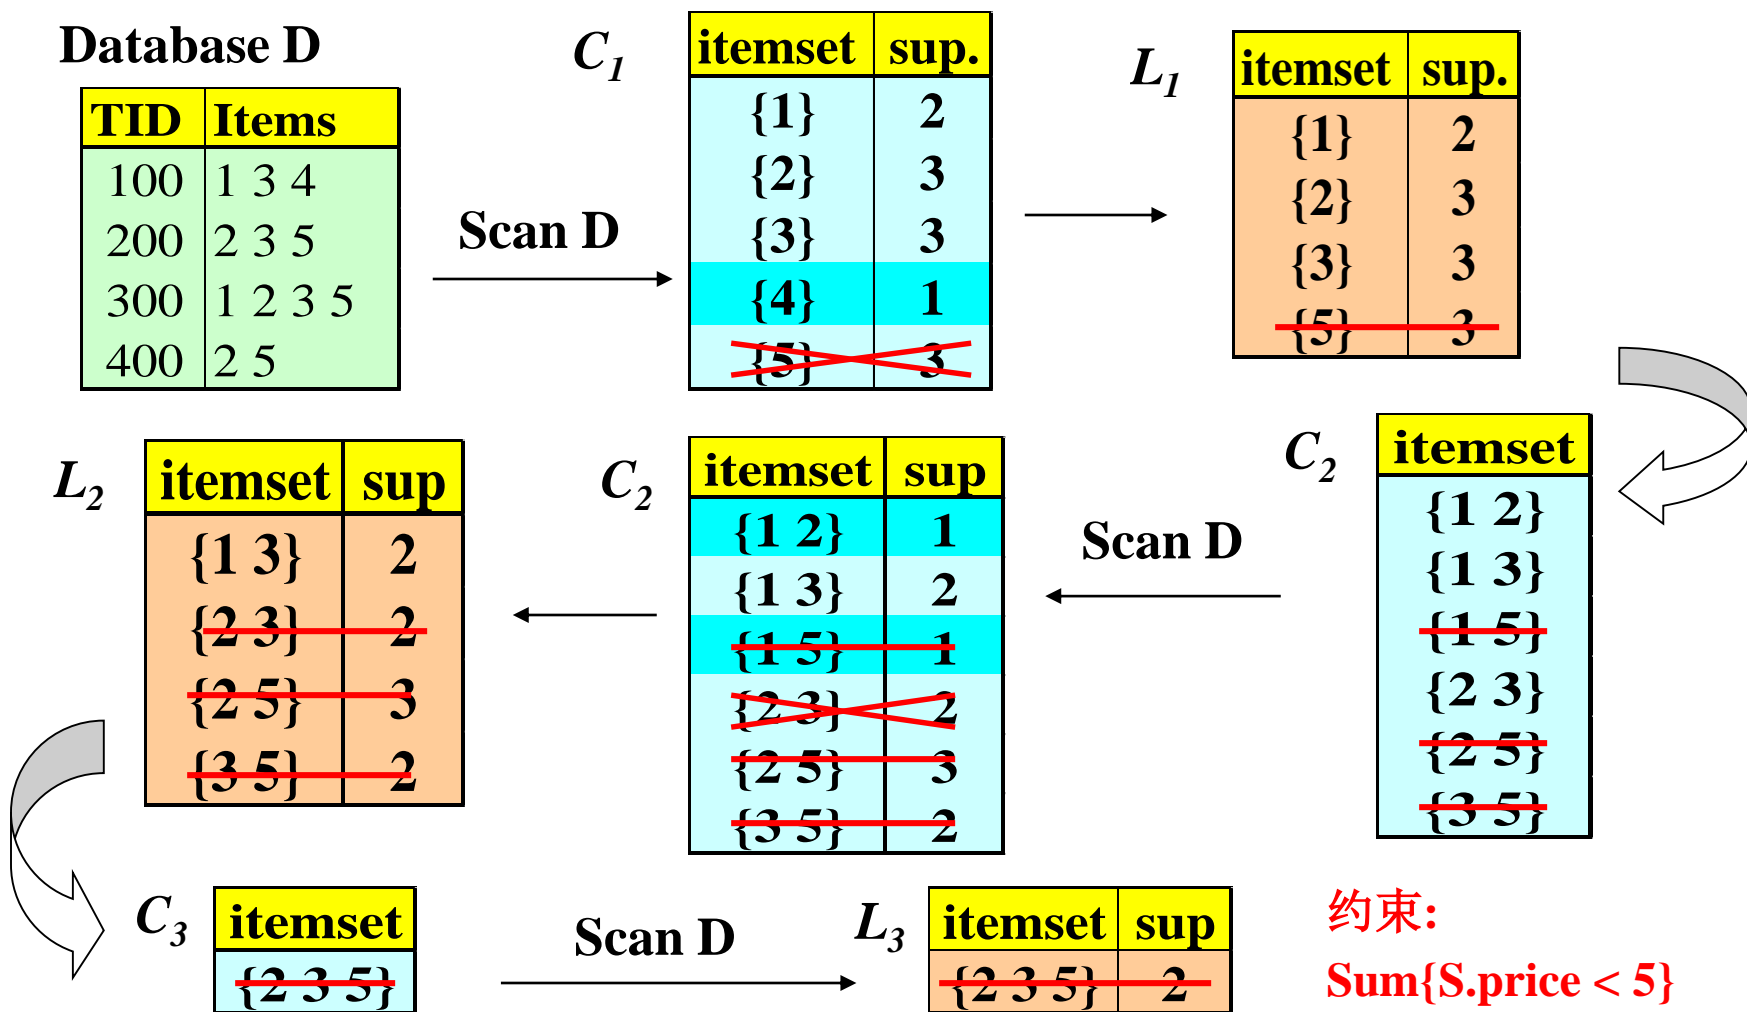 Database D
TID Items
100 1 3 4
200 2 3 5
300 1 2 3 5
400 2 5
Scan D
C1
itemset sup.
{1} 2
{2} 3
{3} 3
{4} 1
{5} 3
L1
itemset sup.
{1} 2
{2} 3
{3} 3
{5} 3
C2
itemset
{1 2}
{1 3}
{1 5}
{2 3}
{2 5}
{3 5}
Scan D
C2
itemset sup
{1 2} 1
{1 3} 2
{1 5} 1
{2 3} 2
{2 5} 3
{3 5} 2
L2
itemset sup
{1 3} 2
{2 3} 2
{2 5} 3
{3 5} 2
C3
itemset
{2 3 5}
Scan D
L3
itemset sup
{2 3 5} 2
约束:
Sum{S.price < 5}